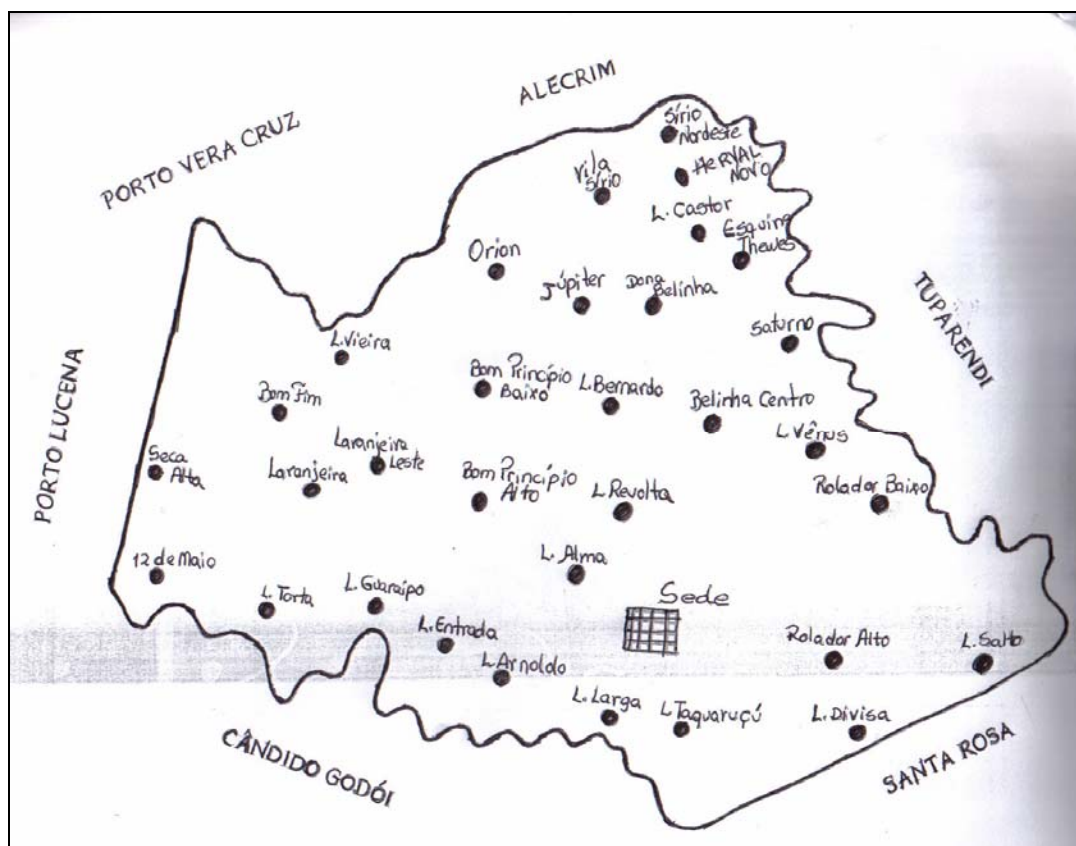 ALECRIM
PORTO VERA CRUZ
Sírio
Nordeste
HERVAL
NOVO
Vila
Sírio
L. Castor
Esquina
Thewes
Orion
Júpiter
Dona
Belinha
TUPARENDI
Saturno
L. Vieira
PORTO LUCENA
Bom Fim
Bom Princípio
Baixo
L. Bernardo
Belinha Centro
L. Vênus
Seca
Alta
Laranjeira
Laranjeira
Leste
Bom Princípio
Alto
L. Revolta
Rolador Baixo
12 de Maio
L. Torta
L. Guaraipo
L. Alma
Sede
L. Entrada
L. Arnoldo
Rolador Alto
L. Salto
L. Larga
L. Taquaruçú
L. Divisa
CÂNDIDO GODÓI
SANTA ROSA